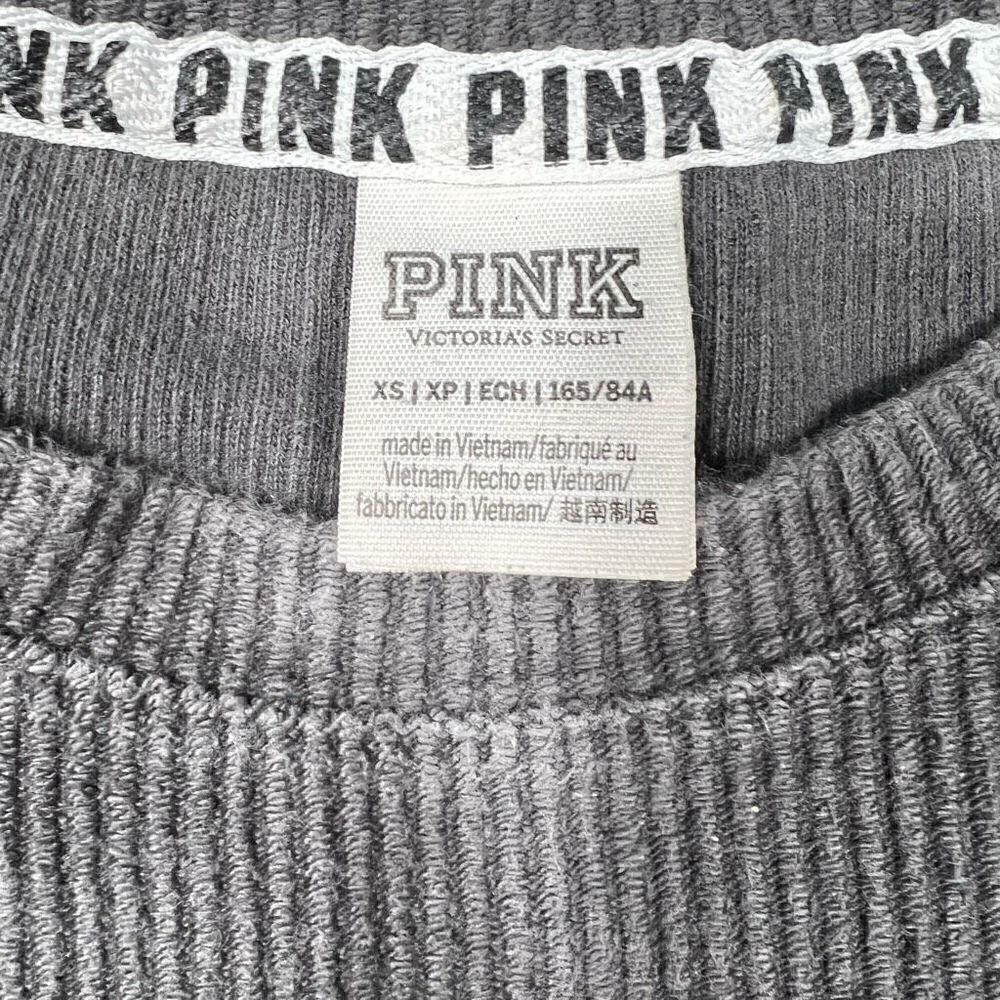 NK PINK PINK PINK
PINK
VICTORIA'S SECRET
XS | XP | ECH | 165/84A
made in Vietnam/fabriqué au
Vietnam/hecho en Vietnam/
fabbricato in Vietnam/ 越南制造